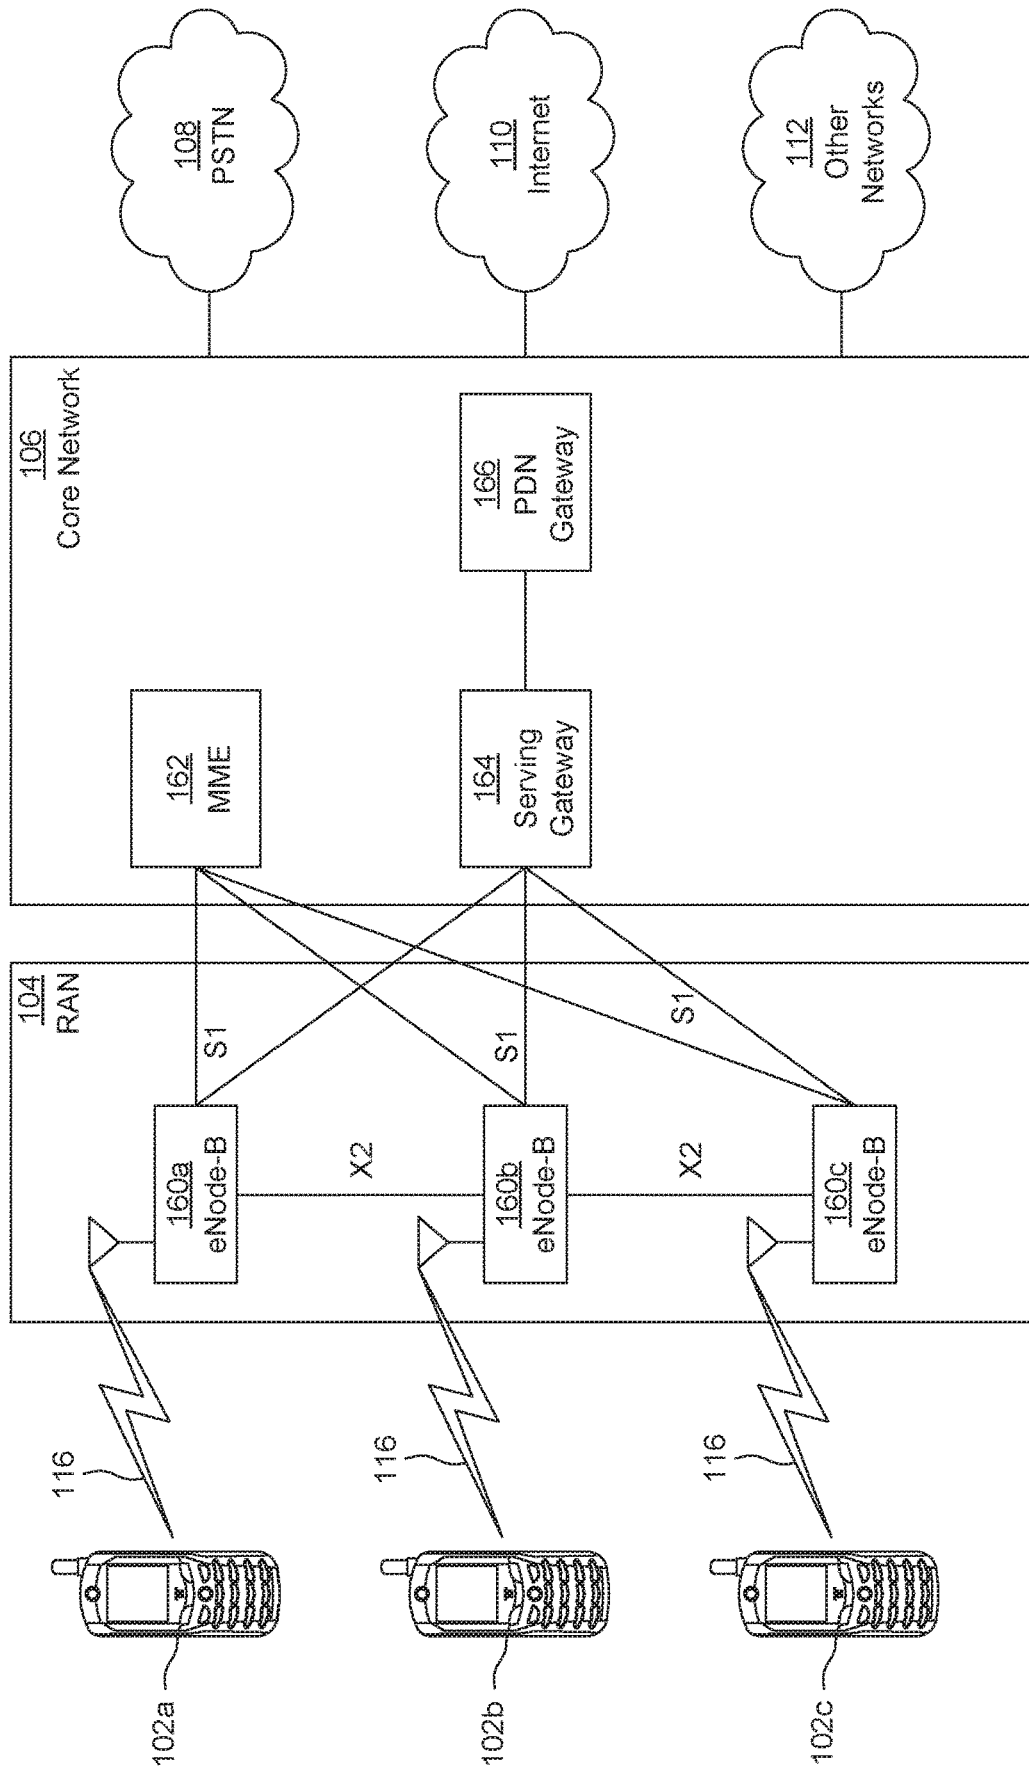 102a
102b
102c
116
116
116
104
RAN
160a
eNode-B
160b
eNode-B
160c
eNode-B
X2
X2
S1
S1
S1
106
Core Network
162
MME
164
Serving
Gateway
166
PDN
Gateway
108
PSTN
110
Internet
112
Other
Networks